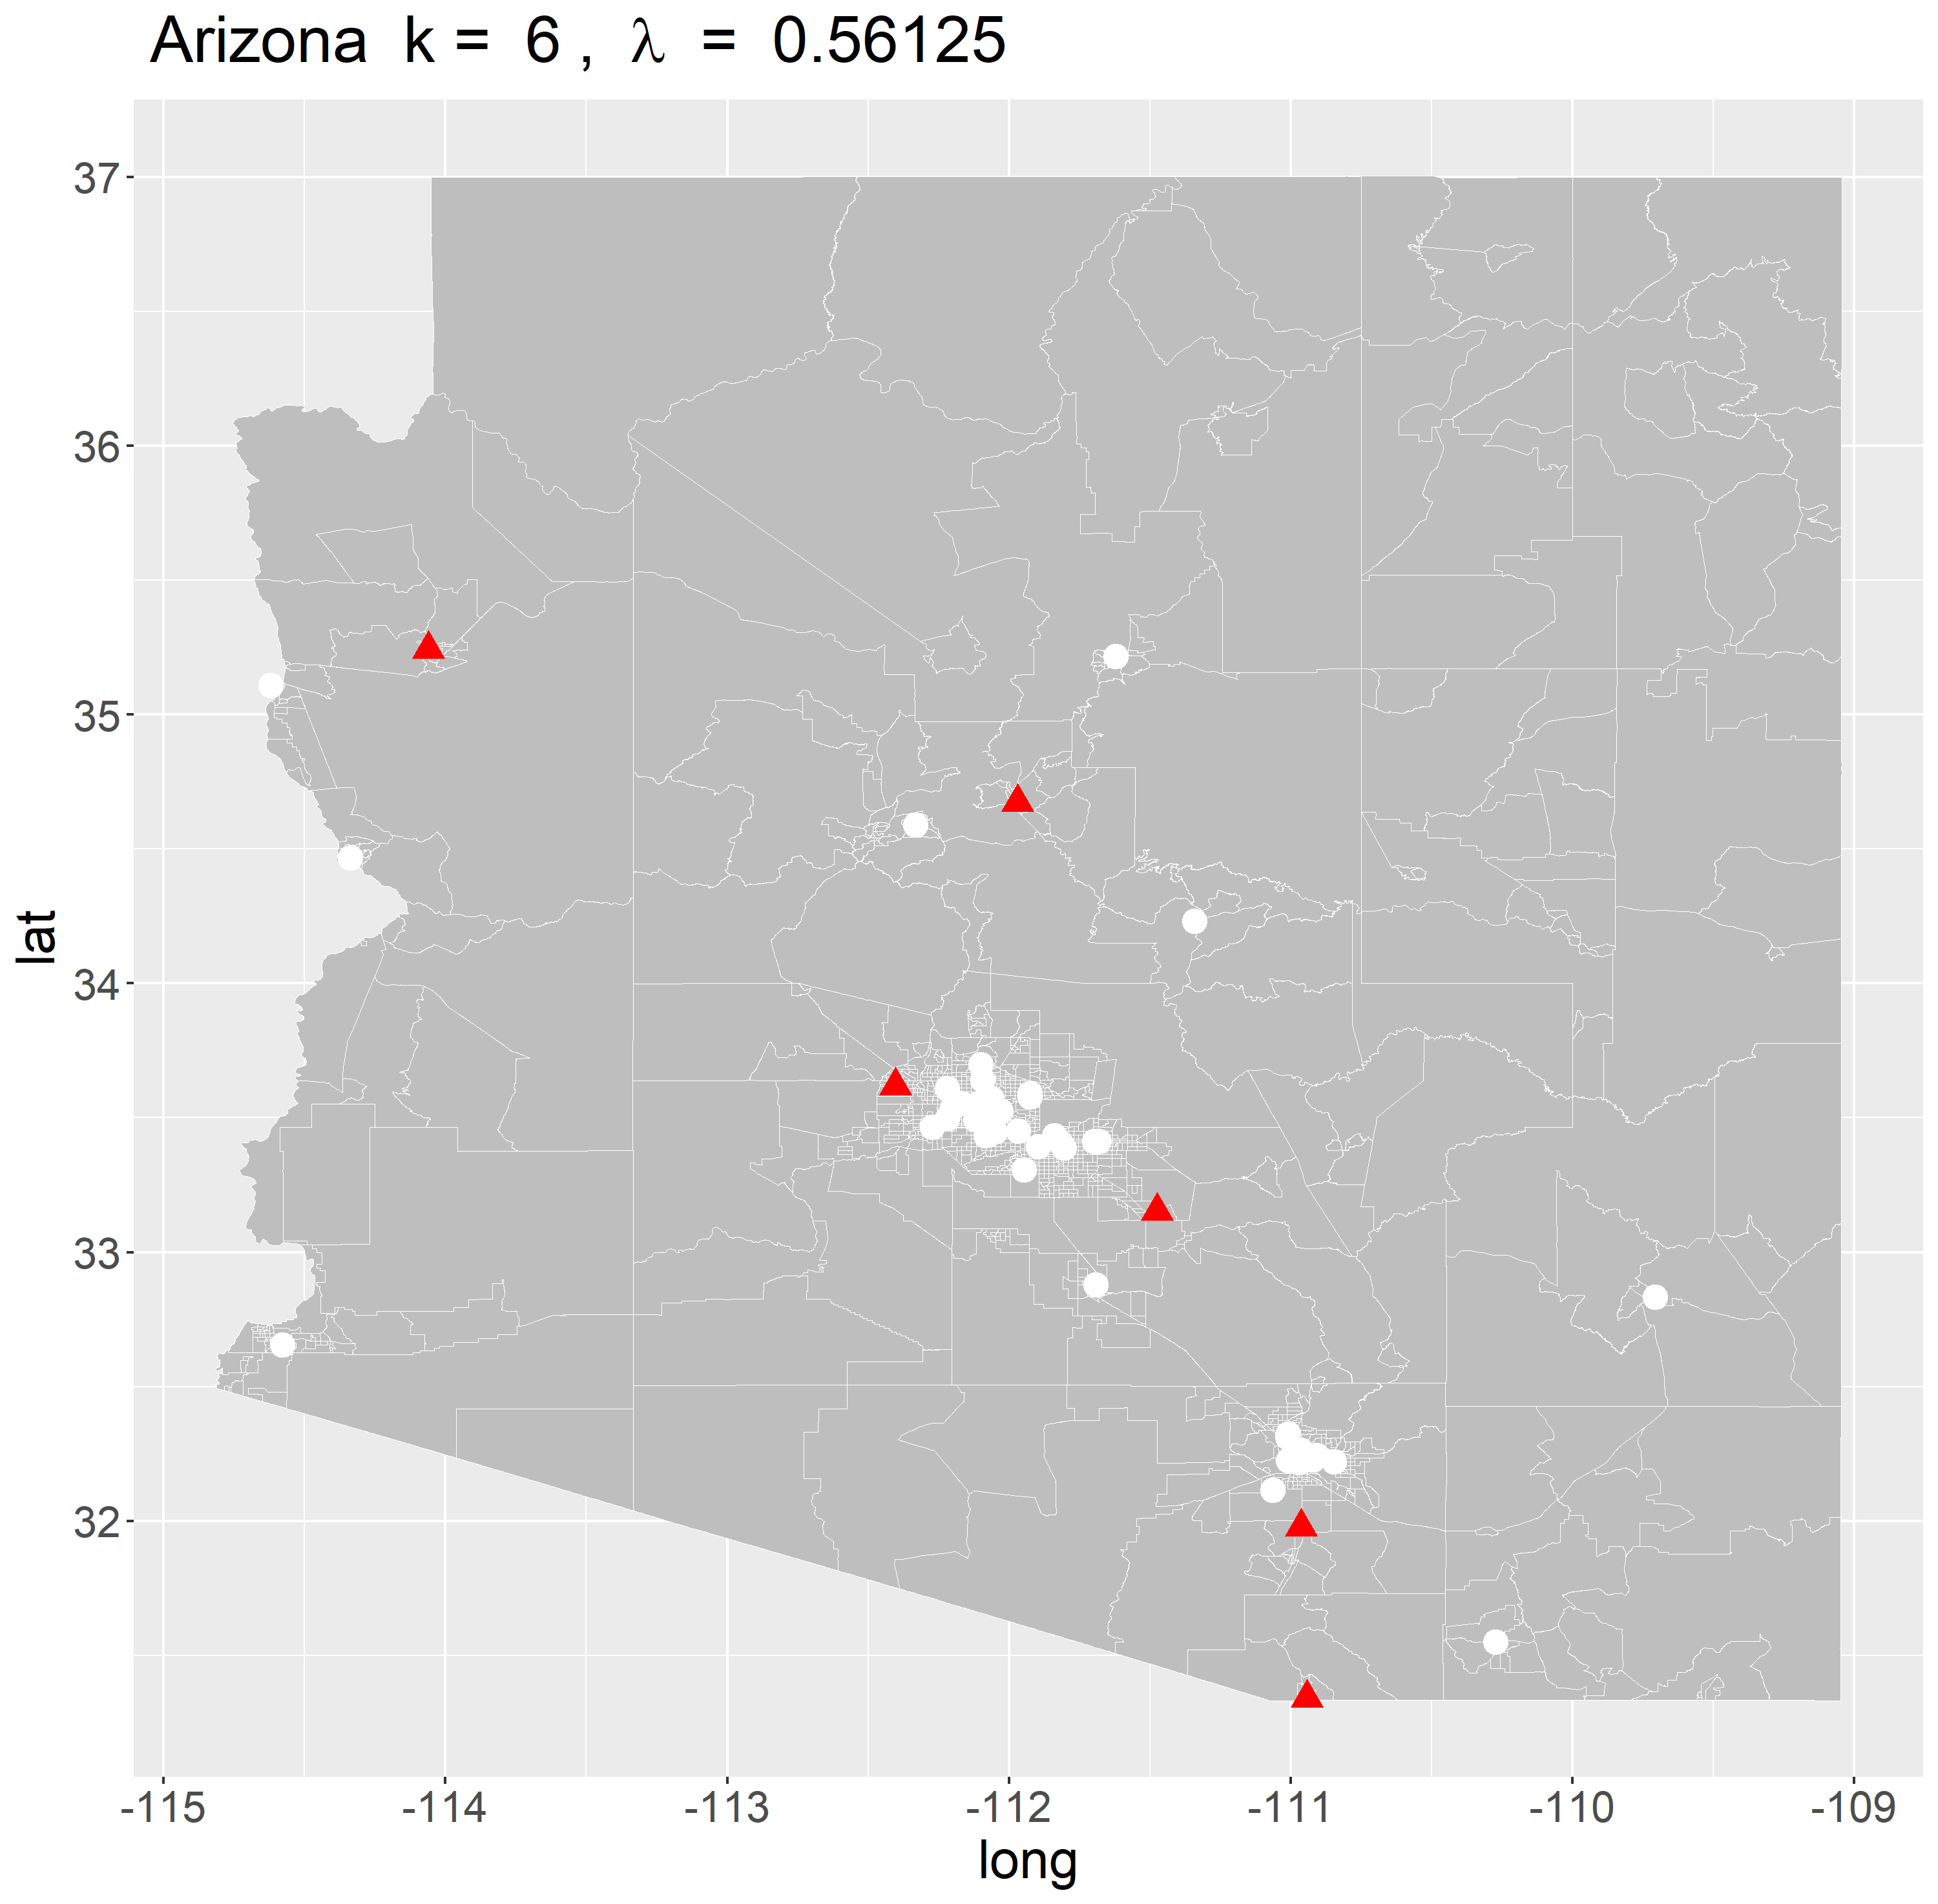 Arizona k = 6 , λ = 0.56125
37
36
35
34
33
32
lat
-115 -114 -113 -112 -111 -110 -109
long